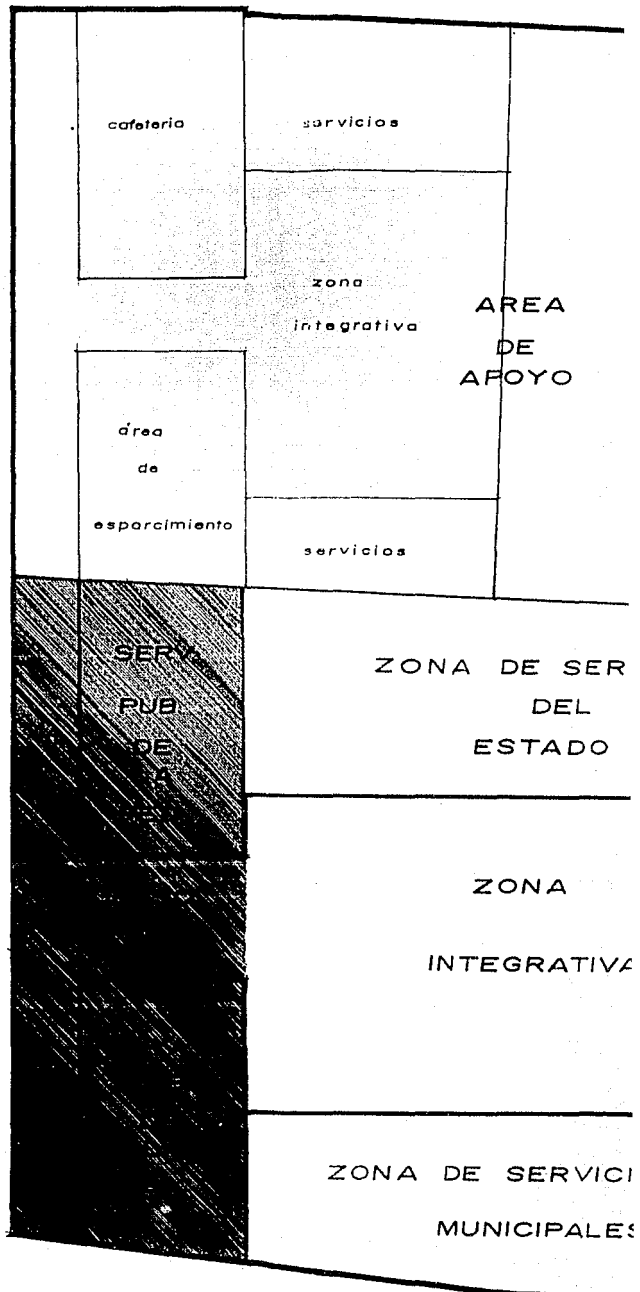 cafeteria
servicios
zona
integrativa
AREA
DE
APOYO
área
de
esparcimiento
servicios
SERV
PUB
DE
ZONA DE SER
DEL
ESTADO
ZONA
INTEGRATIVA
ZONA DE SERVICI
MUNICIPALES